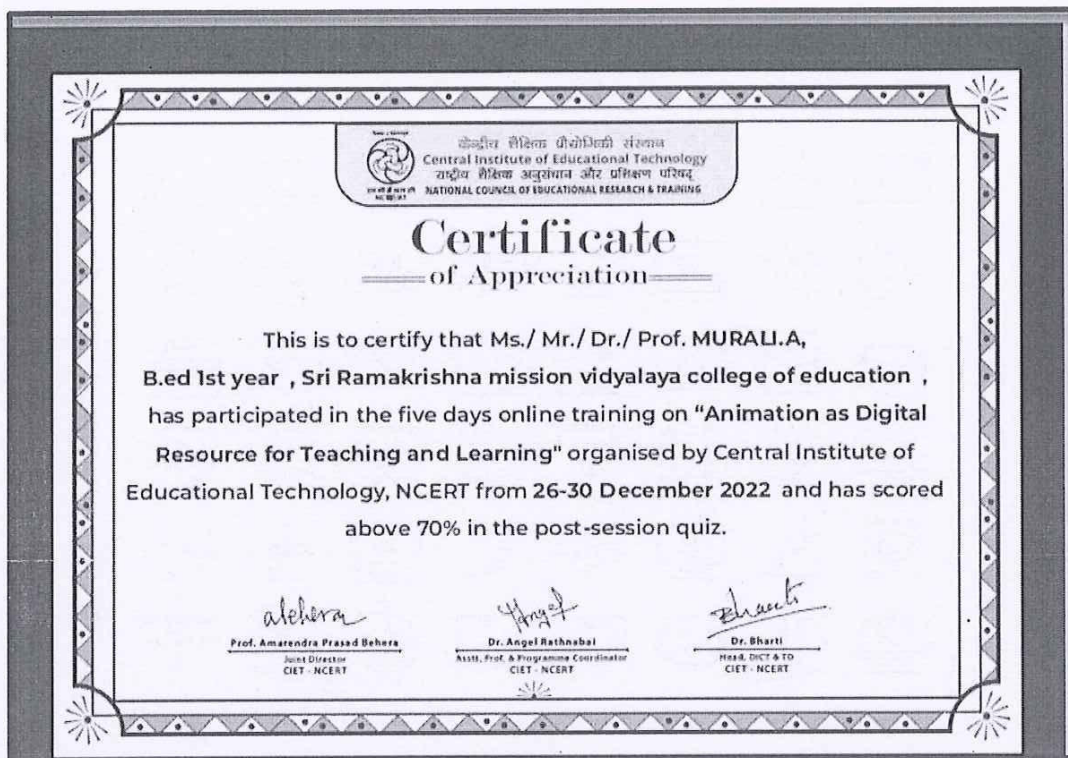 केन्द्रीय शैक्षिक प्रौद्योगिकी संस्थान
Central Institute of Educational Technology
राष्ट्रीय शैक्षिक अनुसंधान और प्रशिक्षण परिषद्
NATIONAL COUNCIL OF EDUCATIONAL RESEARCH & TRAINING
Certificate
of Appreciation
This is to certify that Ms./ Mr./ Dr./ Prof. MURALI.A,
B.ed 1st year , Sri Ramakrishna mission vidyalaya college of education ,
has participated in the five days online training on "Animation as Digital
Resource for Teaching and Learning" organised by Central Institute of
Educational Technology, NCERT from 26-30 December 2022 and has scored
above 70% in the post-session quiz.
Prof. Amarendra Prasad Behera
Joint Director
CIET - NCERT
Dr. Angel Rathnabai
Asstt. Prof. & Programme Coordinator
CIET - NCERT
Dr. Bharti
Head, DICT & TD
CIET - NCERT